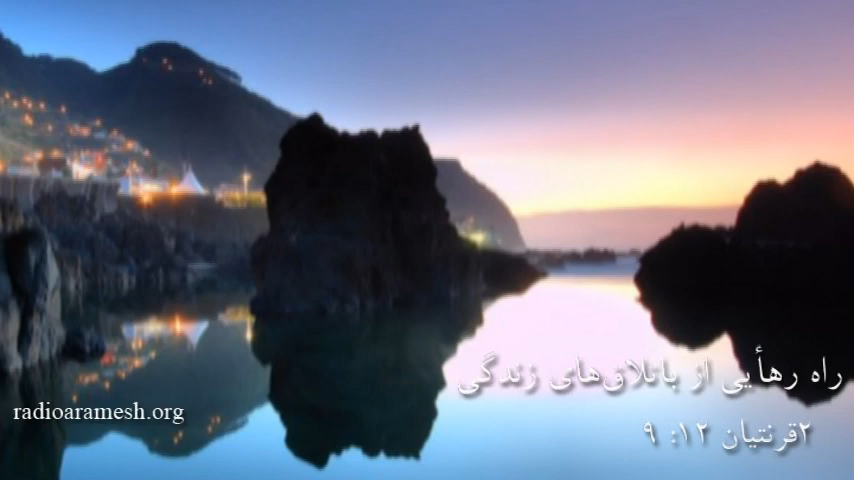 راه رهأیی از باتلاق‌های زندگی
radioaramesh.org
۲قرنتیان ۱۲: ۹